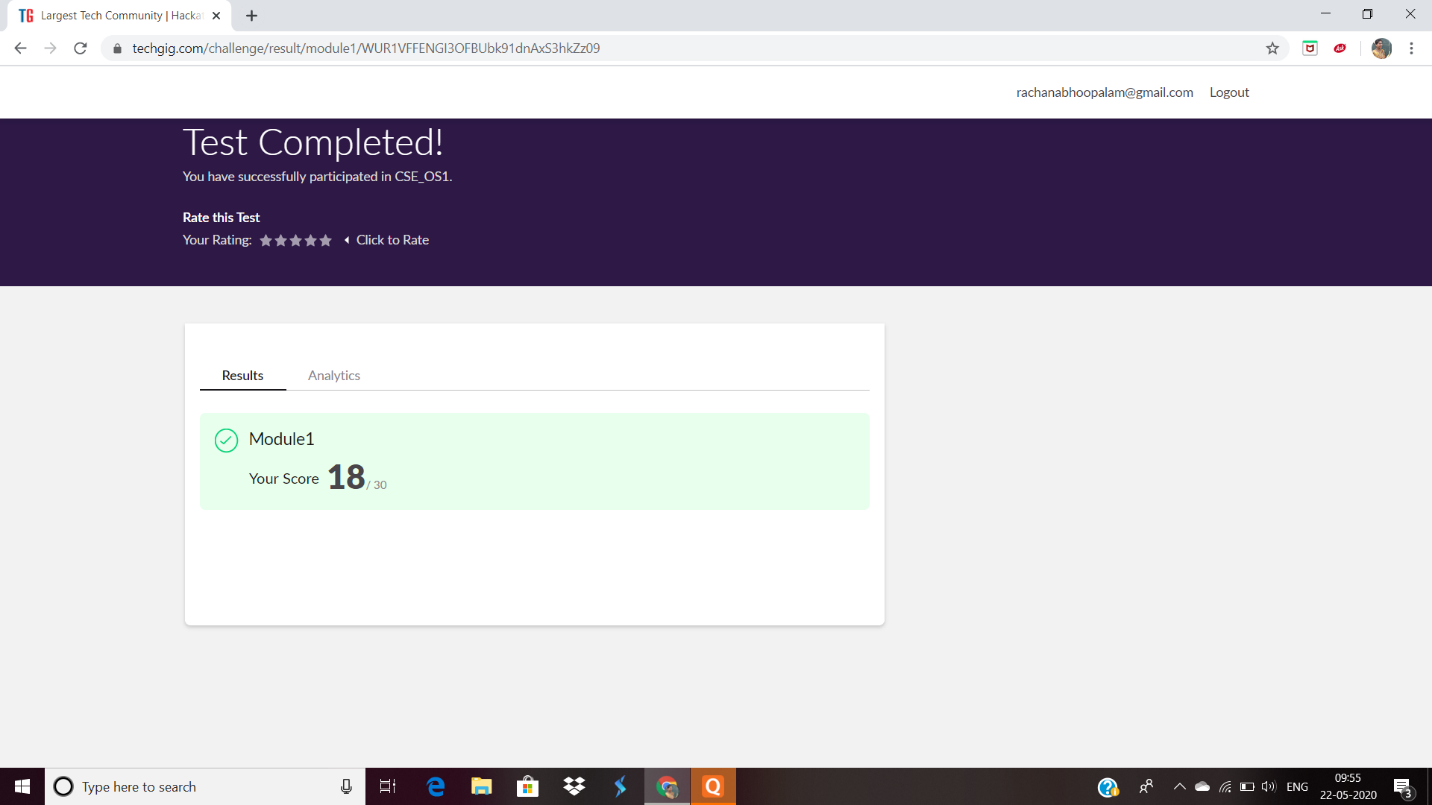 TG Largest Tech Community | Hacka
techgig.com/challenge/result/module1/WUR1VFFENGI3OFBUbk91dnAxS3hkZz09
rachanabhoopalam@gmail.com Logout
Test Completed!
You have successfully participated in CSE_OS1.
Rate this Test
Your Rating: Click to Rate
Results Analytics
Module1
Your Score 18 / 30
Type here to search
ENG
09:55
22-05-2020
3